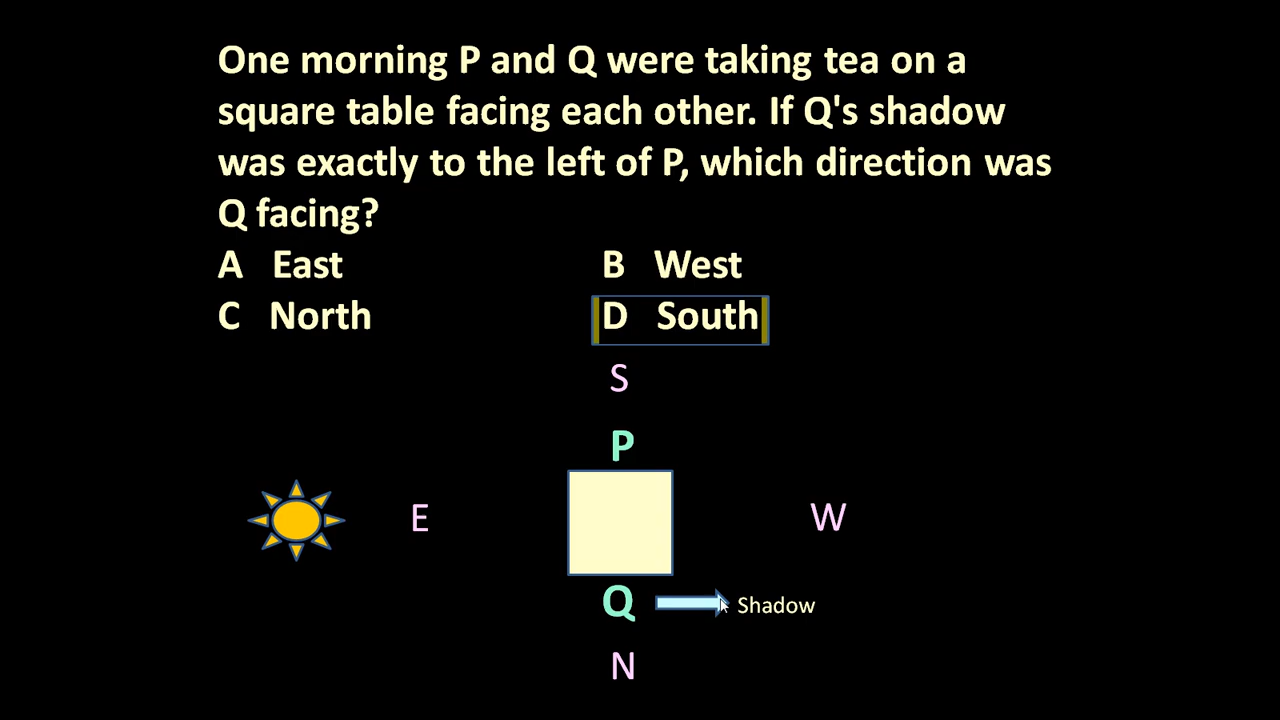 One morning P and Q were taking tea on a
square table facing each other. If Q's shadow
was exactly to the left of P, which direction was
Q facing?
A East B West
C North D South
S
P
E W
Q Shadow
N